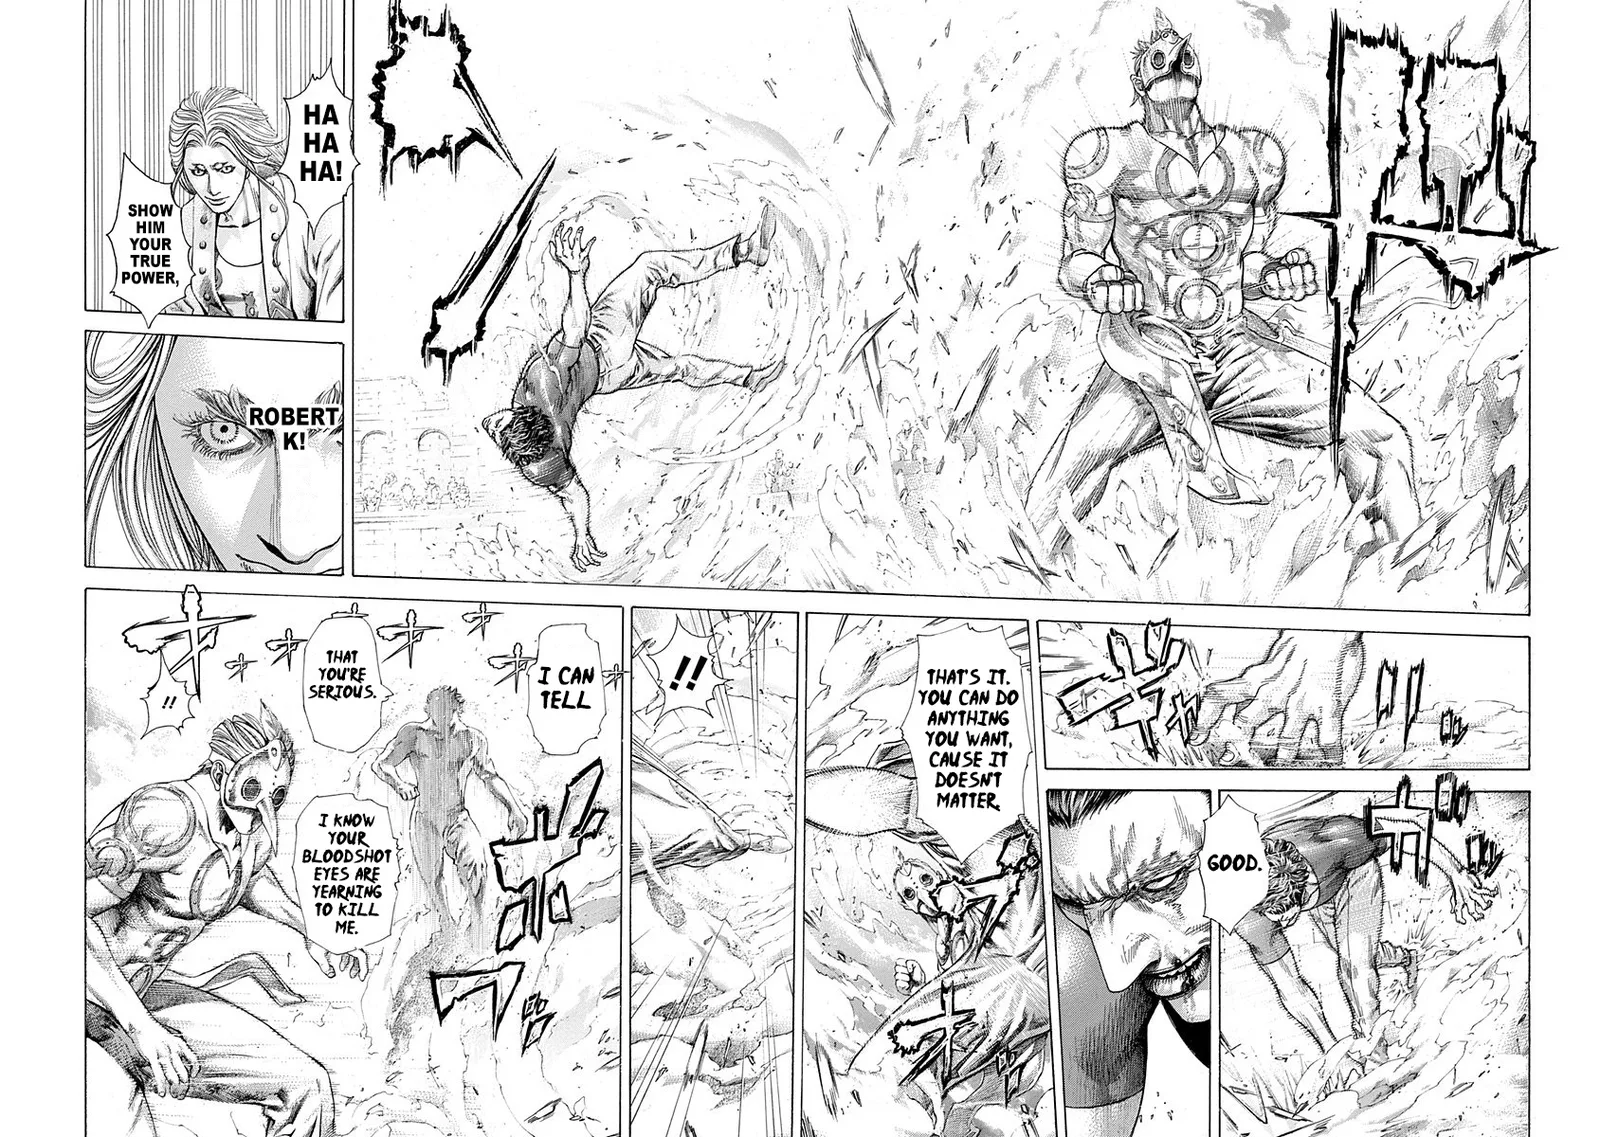 HA
HA
HA!
SHOW
HIM
YOUR
TRUE
POWER,
ROBERT
K!
GOOD.
THAT'S IT.
YOU CAN DO
ANYTHING
YOU WANT,
CAUSE IT
DOESN'T
MATTER.
!!
I CAN
TELL
THAT
YOU'RE
SERIOUS.
I KNOW
YOUR
BLOODSHOT
EYES ARE
YEARNING
TO KILL
ME.
!!